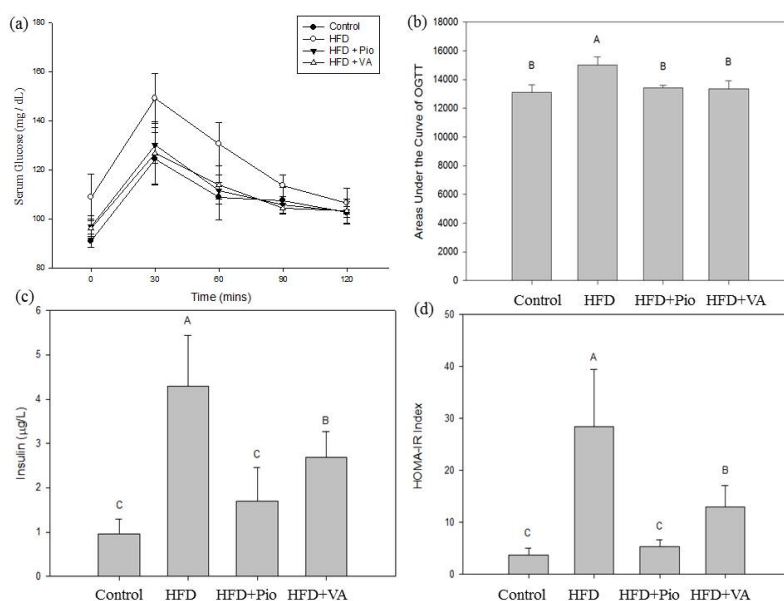 (a)
Control
HFD
HFD + Pio
HFD + VA
Serum Glucose (mg / dL)
180
160
140
120
100
80
0 30 60 90 120
Time (mins)
(b)
Areas Under the Curve of OGTT
18000
16000
14000
12000
10000
8000
6000
4000
2000
0
B A B B
Control HFD HFD+Pio HFD+VA
(c)
Insulin (µg/L)
6
5
4
3
2
1
0
C A C B
Control HFD HFD+Pio HFD+VA
(d)
HOMA-IR Index
50
40
30
20
10
0
C A C B
Control HFD HFD+Pio HFD+VA